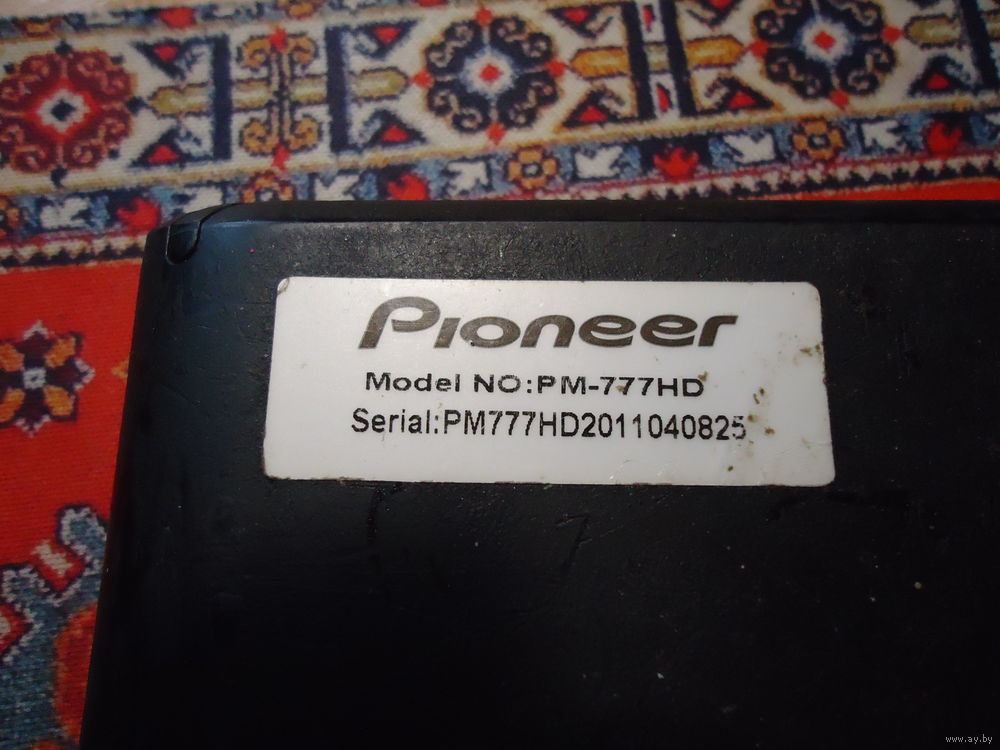 Pioneer
Model NO:PM-777HD
Serial:PM777HD2011040825
www.ay.by